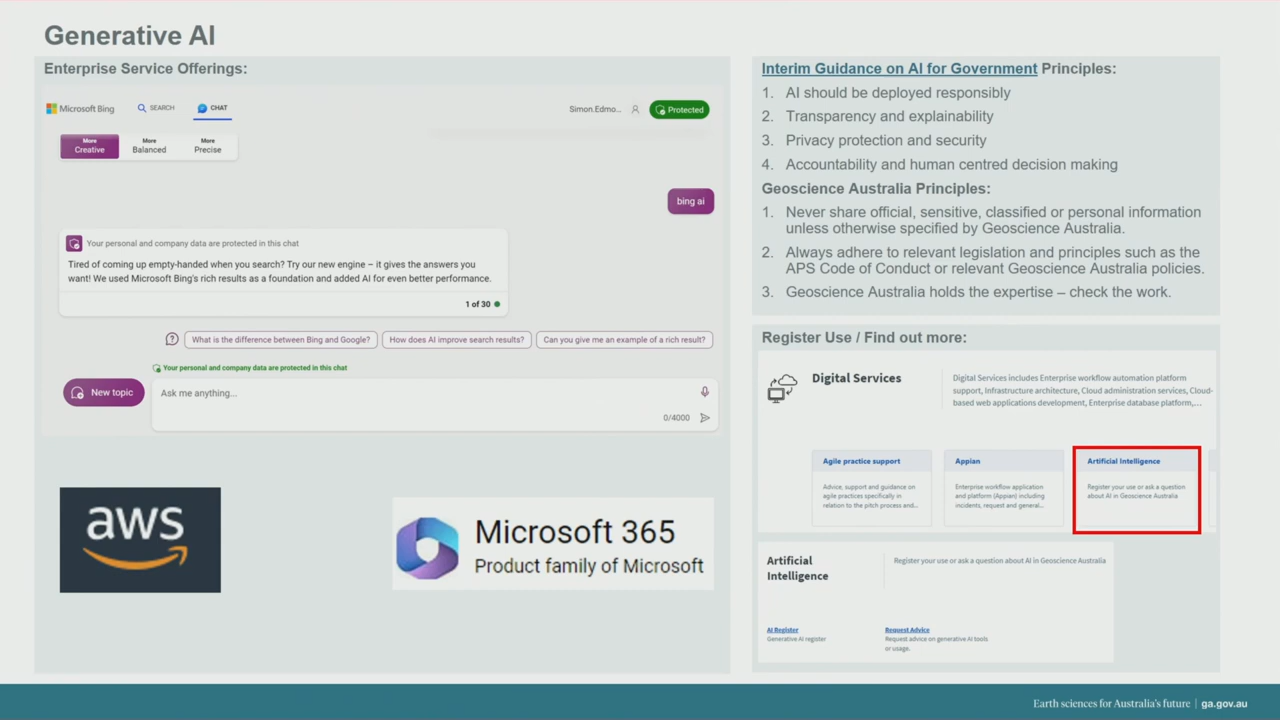 Generative AI
Enterprise Service Offerings:
Microsoft Bing
SEARCH
CHAT
Simon.Edmo...
Protected
More
Creative
More
Balanced
More
Precise
bing ai
Your personal and company data are protected in this chat
Tired of coming up empty-handed when you search? Try our new engine – it gives the answers you
want! We used Microsoft Bing's rich results as a foundation and added AI for even better performance.
1 of 30
What is the difference between Bing and Google?
How does AI improve search results?
Can you give me an example of a rich result?
Your personal and company data are protected in this chat
New topic
Ask me anything...
0/4000
aws
Microsoft 365
Product family of Microsoft
Interim Guidance on AI for Government Principles:
1. AI should be deployed responsibly
2. Transparency and explainability
3. Privacy protection and security
4. Accountability and human centred decision making
Geoscience Australia Principles:
1. Never share official, sensitive, classified or personal information
unless otherwise specified by Geoscience Australia.
2. Always adhere to relevant legislation and principles such as the
APS Code of Conduct or relevant Geoscience Australia policies.
3. Geoscience Australia holds the expertise – check the work.
Register Use / Find out more:
Digital Services
Digital Services includes Enterprise workflow automation platform
support, Infrastructure architecture, Cloud administration services, Cloud-
based web applications development, Enterprise database platform,...
Agile practice support
Advice, support and guidance on
agile practices specifically in
relation to the pitch process and...
Appian
Enterprise workflow application
and platform (Appian) including
incidents, request and general...
Artificial Intelligence
Register your use or ask a question
about AI in Geoscience Australia
Artificial
Intelligence
Register your use or ask a question about AI in Geoscience Australia
AI Register
Generative AI register
Request Advice
Request advice on generative AI tools
or usage.
Earth sciences for Australia's future | ga.gov.au